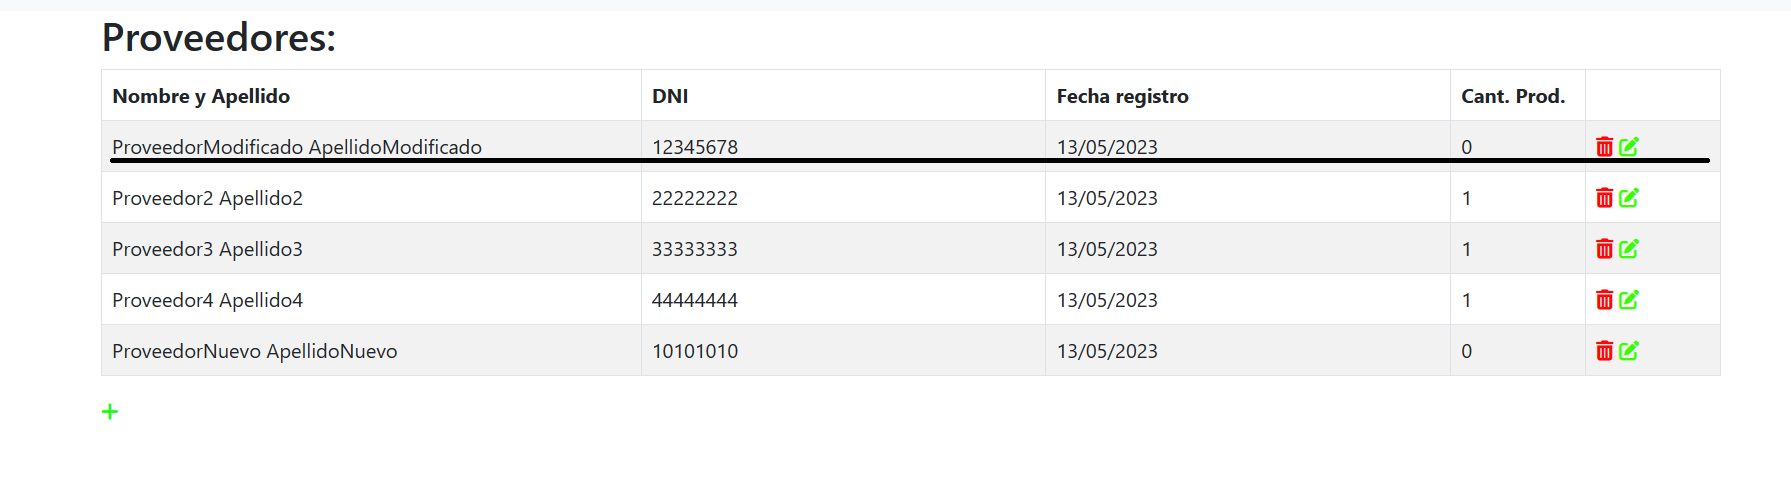 Proveedores:
Nombre y Apellido DNI Fecha registro Cant. Prod.
ProveedorModificado ApellidoModificado 12345678 13/05/2023 0
Proveedor2 Apellido2 22222222 13/05/2023 1
Proveedor3 Apellido3 33333333 13/05/2023 1
Proveedor4 Apellido4 44444444 13/05/2023 1
ProveedorNuevo ApellidoNuevo 10101010 13/05/2023 0
+